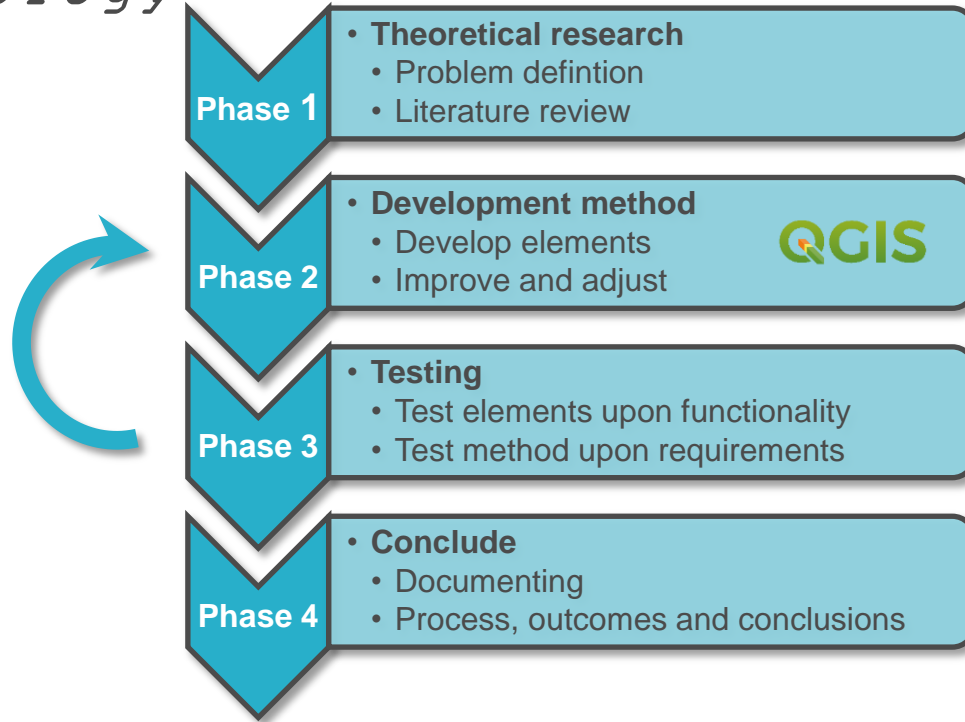 Phase 1
• Theoretical research
• Problem defintion
• Literature review
Phase 2
• Development method
• Develop elements
• Improve and adjust
QGIS
Phase 3
• Testing
• Test elements upon functionality
• Test method upon requirements
Phase 4
• Conclude
• Documenting
• Process, outcomes and conclusions